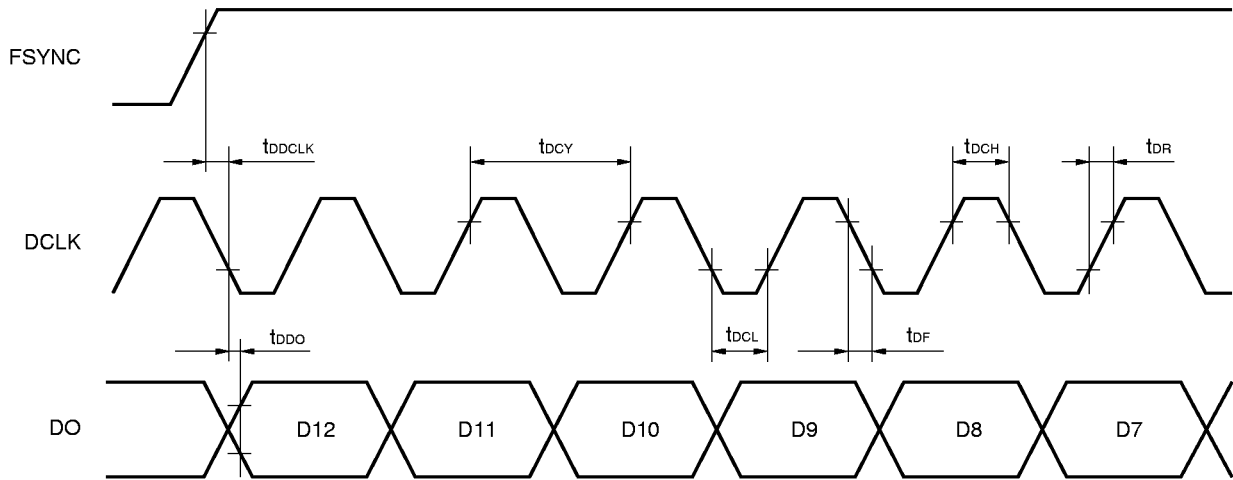 FSYNC
tDDCLK
tDCY
tDCH
tDR
DCLK
tDDO
tDCL
tDF
DO
D12
D11
D10
D9
D8
D7